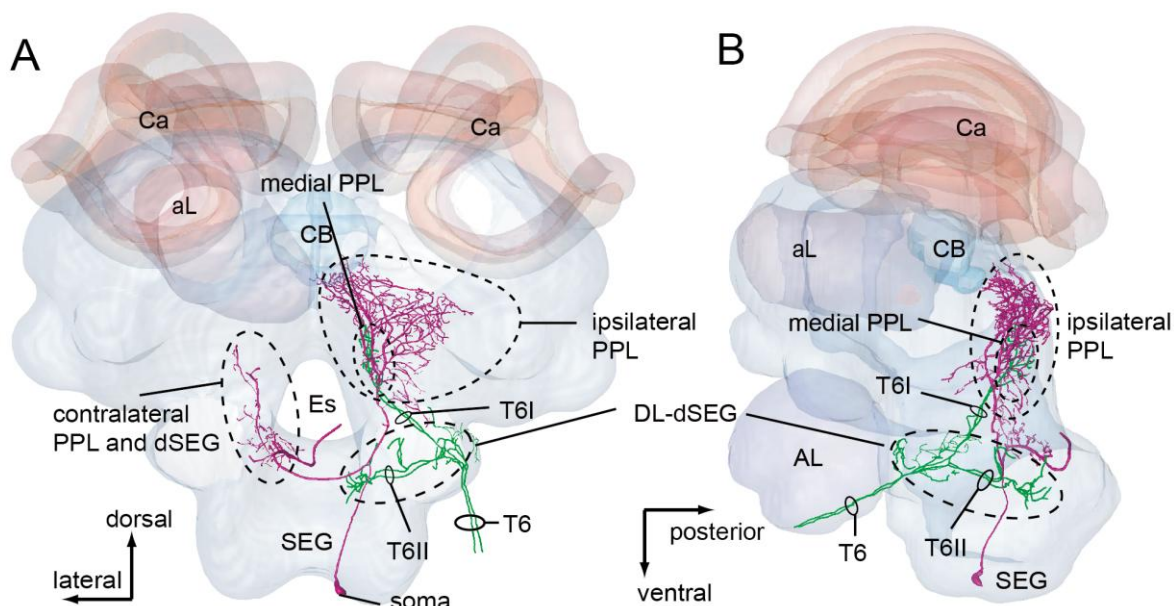 A
Ca
Ca
medial PPL
aL
CB
ipsilateral
PPL
contralateral
PPL and dSEG
Es
T6I
DL-dSEG
dorsal
lateral
SEG
T6II
T6
soma
B
Ca
aL
CB
medial PPL
ipsilateral
PPL
T6I
AL
posterior
ventral
T6
T6II
SEG